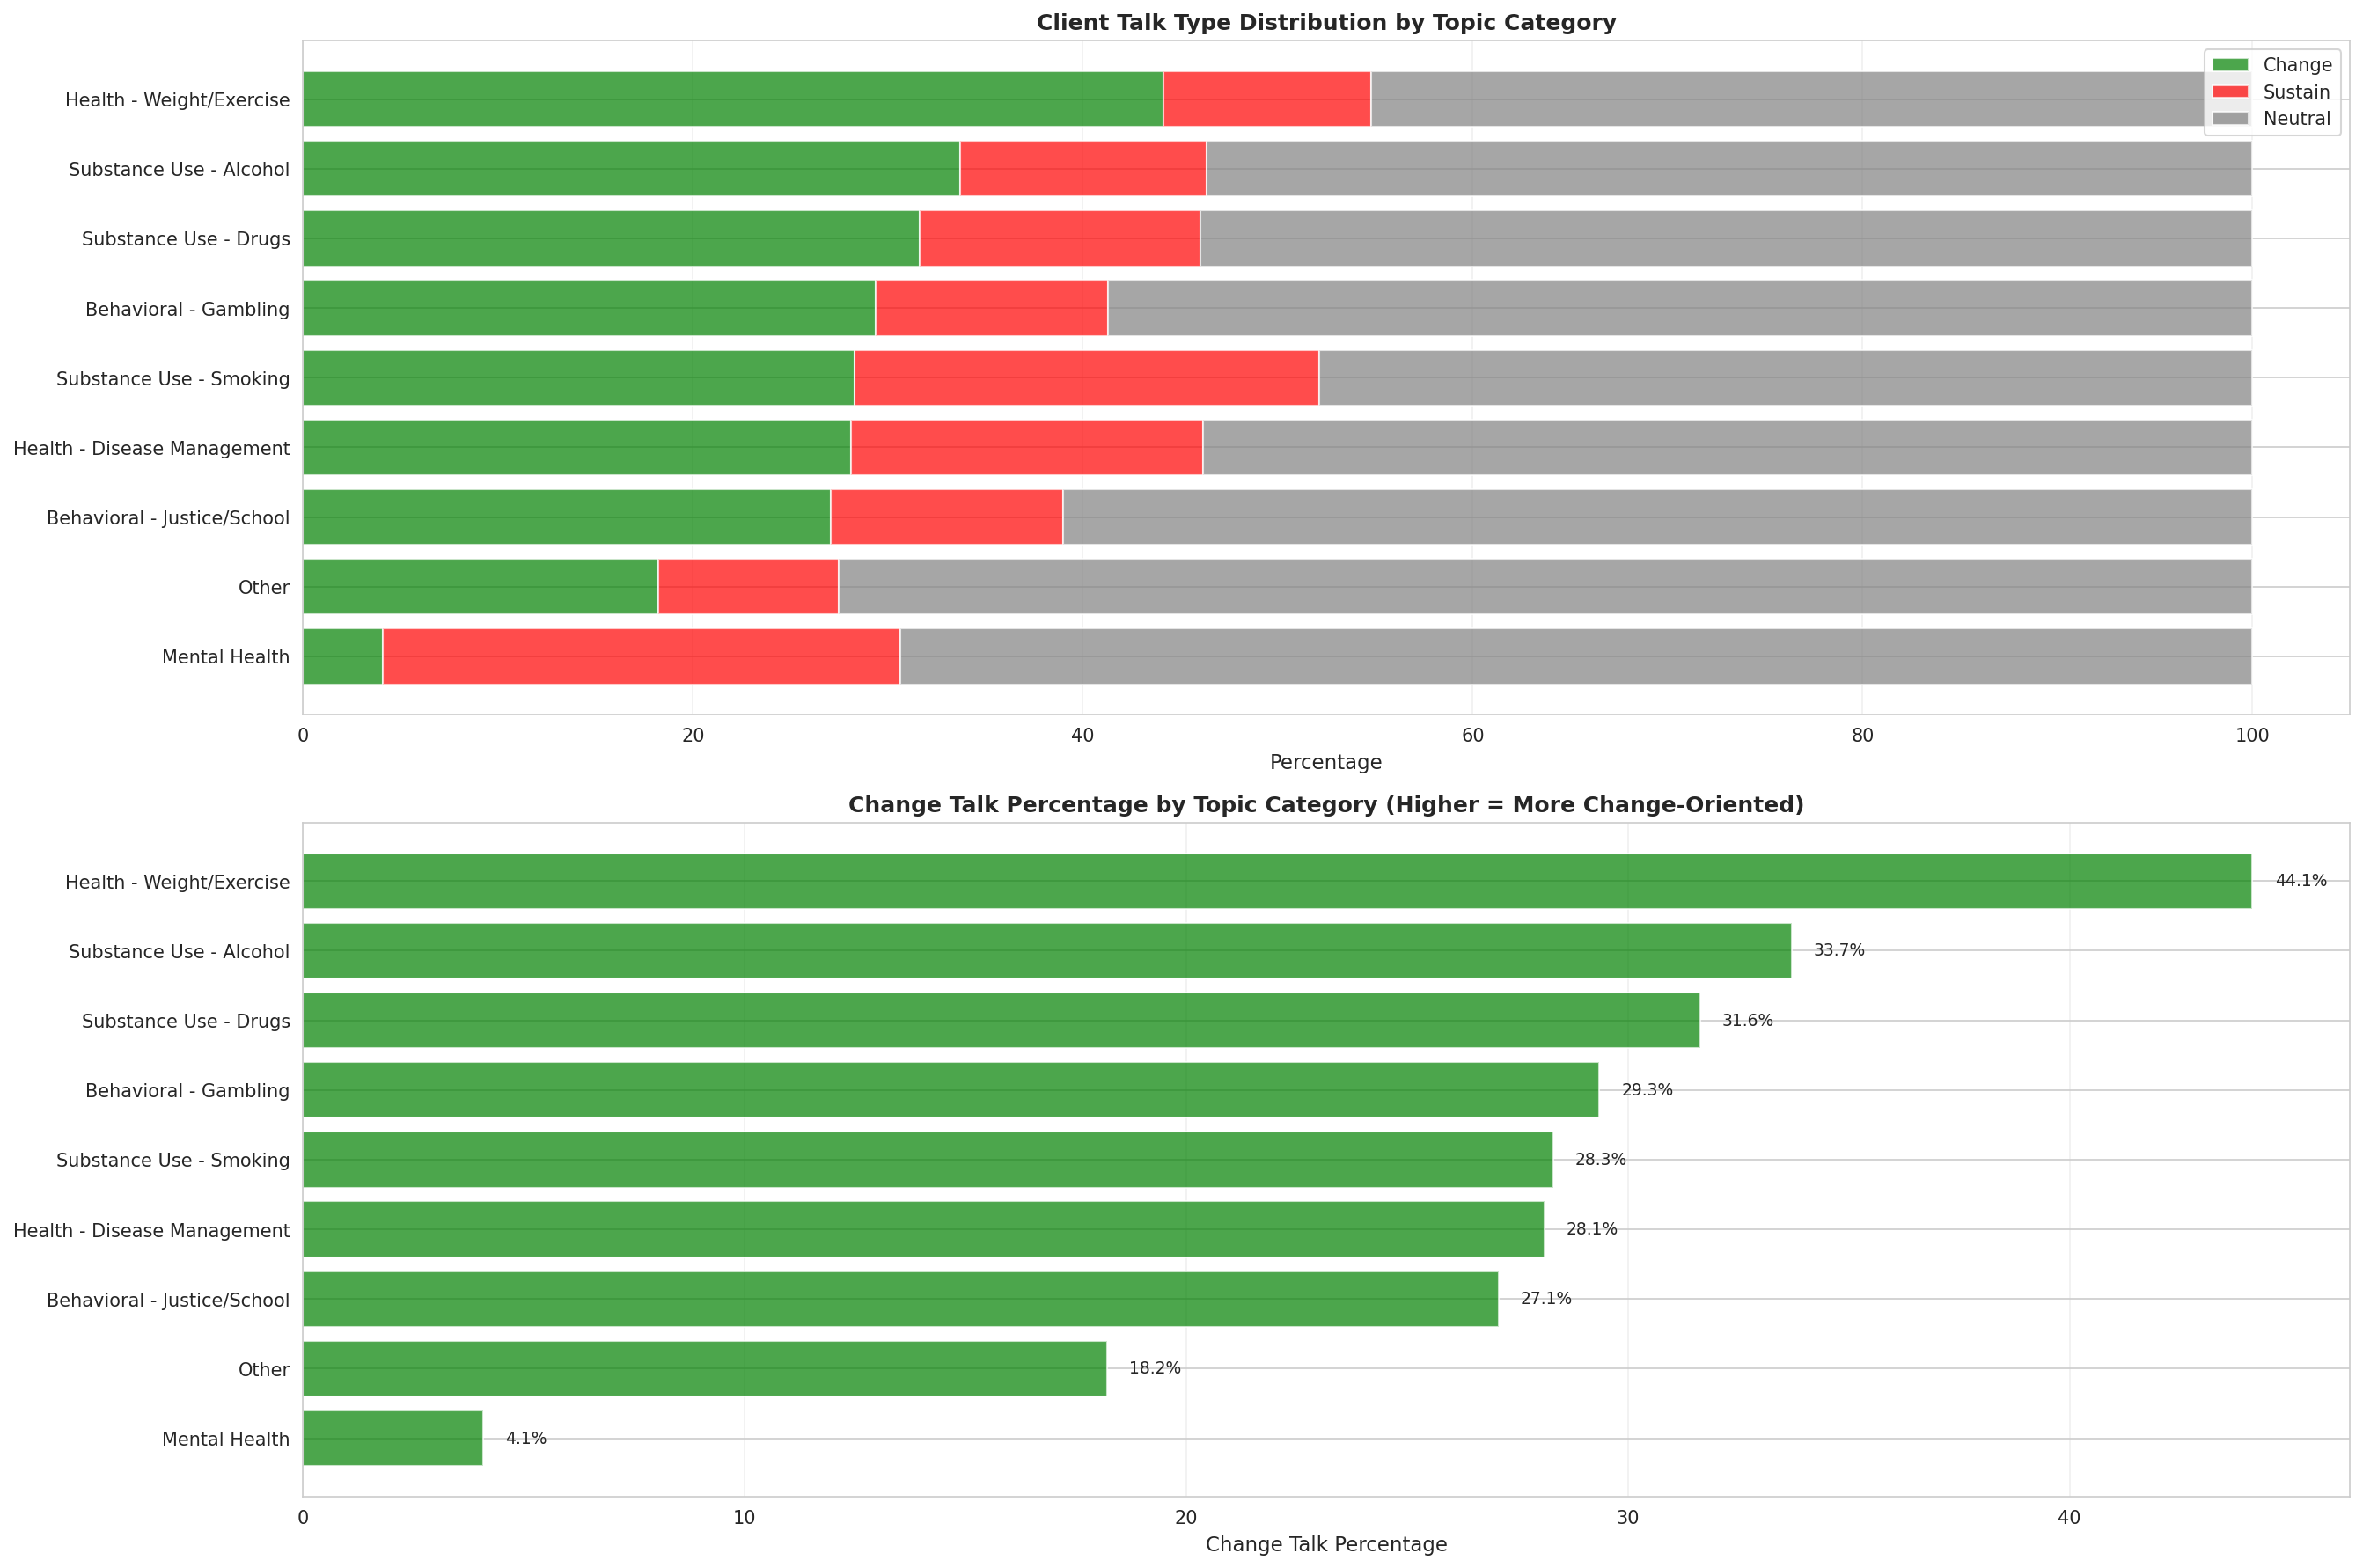 Client Talk Type Distribution by Topic Category
Change
Sustain
Neutral
Health - Weight/Exercise
Substance Use - Alcohol
Substance Use - Drugs
Behavioral - Gambling
Substance Use - Smoking
Health - Disease Management
Behavioral - Justice/School
Other
Mental Health
0 20 40 60 80 100
Percentage
Change Talk Percentage by Topic Category (Higher = More Change-Oriented)
Health - Weight/Exercise 44.1%
Substance Use - Alcohol 33.7%
Substance Use - Drugs 31.6%
Behavioral - Gambling 29.3%
Substance Use - Smoking 28.3%
Health - Disease Management 28.1%
Behavioral - Justice/School 27.1%
Other 18.2%
Mental Health 4.1%
0 10 20 30 40
Change Talk Percentage